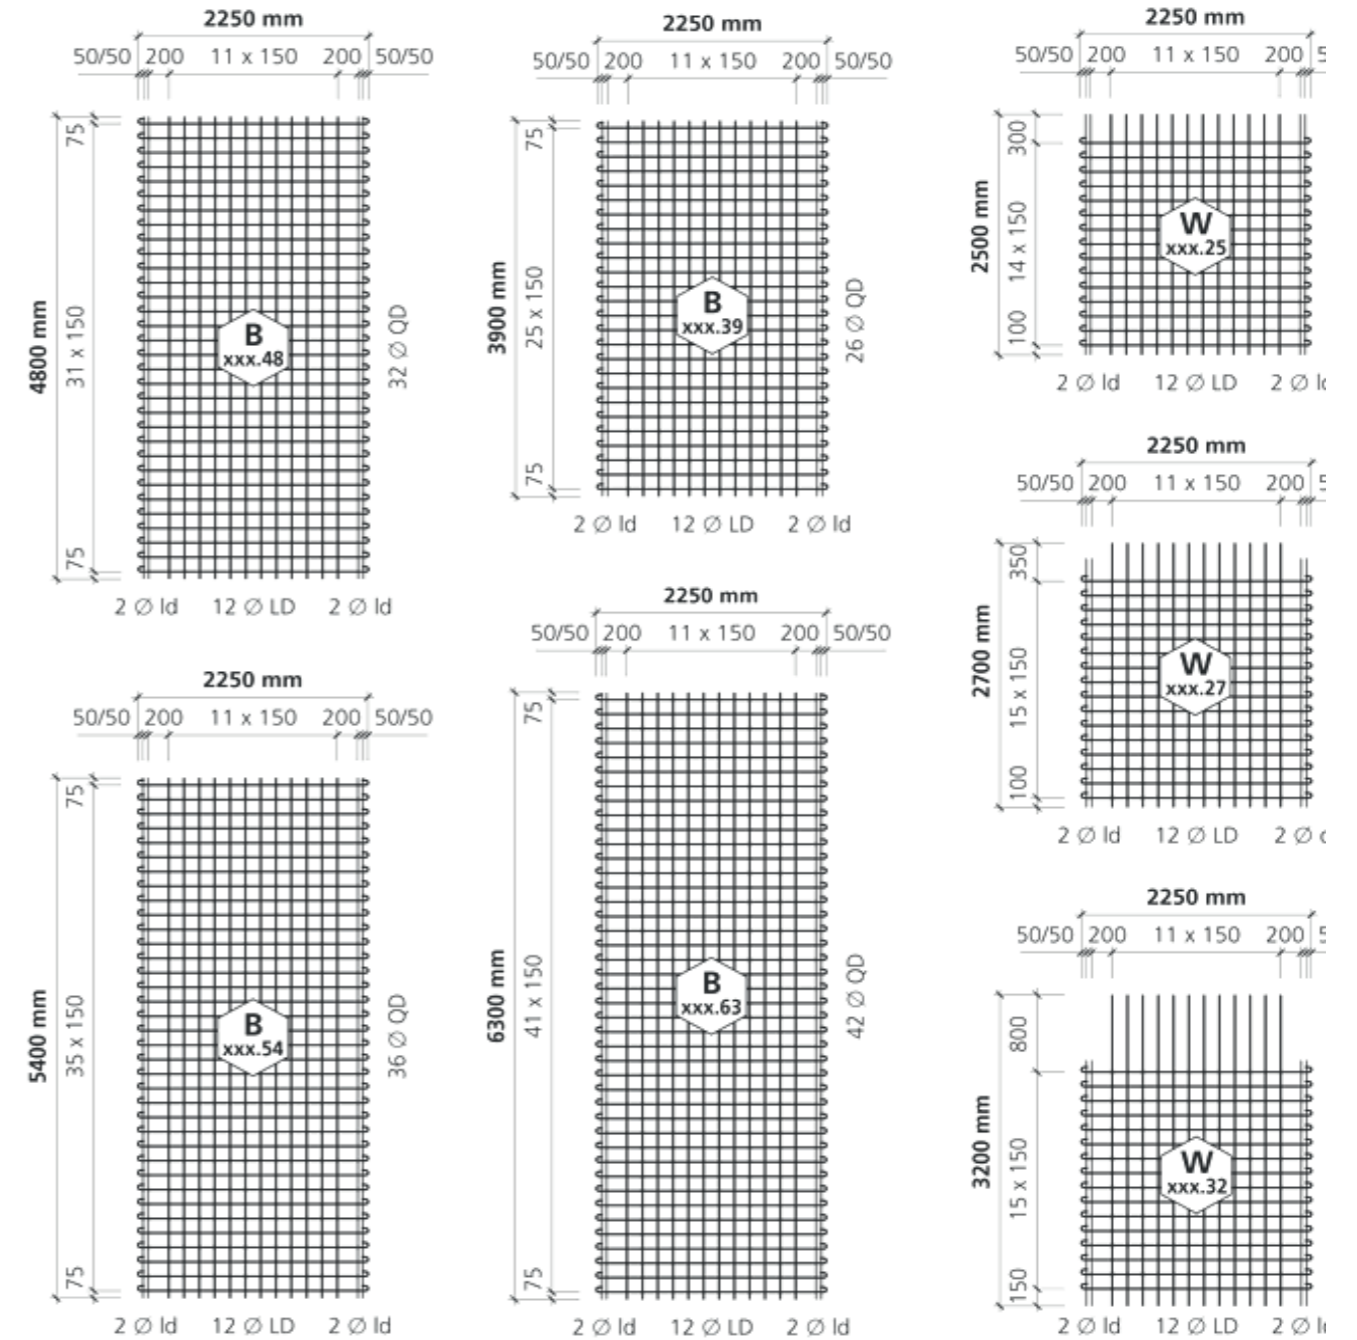 2250 mm
50/50 200 11 x 150 200 50/50
75
4800 mm
31 x 150
B
xxx.48
32 ∅ QD
75
2 ∅ ld 12 ∅ LD 2 ∅ ld
2250 mm
50/50 200 11 x 150 200 50/50
75
5400 mm
35 x 150
B
xxx.54
36 ∅ QD
75
2 ∅ ld 12 ∅ LD 2 ∅ ld
2250 mm
50/50 200 11 x 150 200 50/50
75
3900 mm
25 x 150
B
xxx.39
26 ∅ QD
75
2 ∅ ld 12 ∅ LD 2 ∅ ld
2250 mm
50/50 200 11 x 150 200 50/50
75
6300 mm
41 x 150
B
xxx.63
42 ∅ QD
75
2 ∅ ld 12 ∅ LD 2 ∅ ld
2250 mm
50/50 200 11 x 150 200
300
2500 mm
14 x 150
W
xxx.25
100
2 ∅ ld 12 ∅ LD 2 ∅
2250 mm
50/50 200 11 x 150 200
350
2700 mm
15 x 150
W
xxx.27
100
2 ∅ ld 12 ∅ LD 2 ∅
2250 mm
50/50 200 11 x 150 200
800
3200 mm
15 x 150
W
xxx.32
150
2 ∅ ld 12 ∅ LD 2 ∅